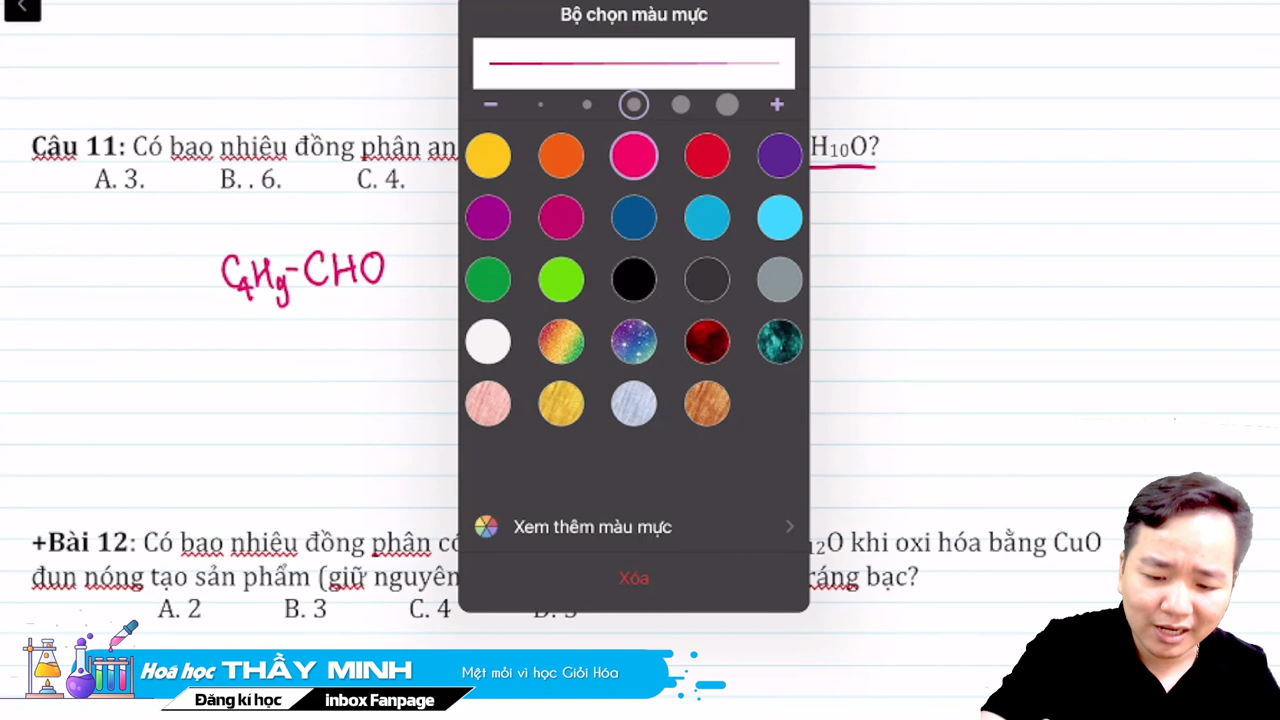 Bộ chọn màu mực
Câu 11: Có bao nhiêu đồng phân an H₁₀O?
A. 3. B. . 6. C. 4.
C₄H₉-CHO
Xem thêm màu mực
+Bài 12: Có bao nhiêu đồng phân ₁₂O khi oxi hóa bằng CuO
đun nóng tạo sản phẩm (giữ nguyên ráng bạc?
Xóa
A. 2 B. 3 C. 4
Hoá học THẦY MINH Mệt mỏi vì học Giỏi Hóa
Đăng kí học inbox Fanpage